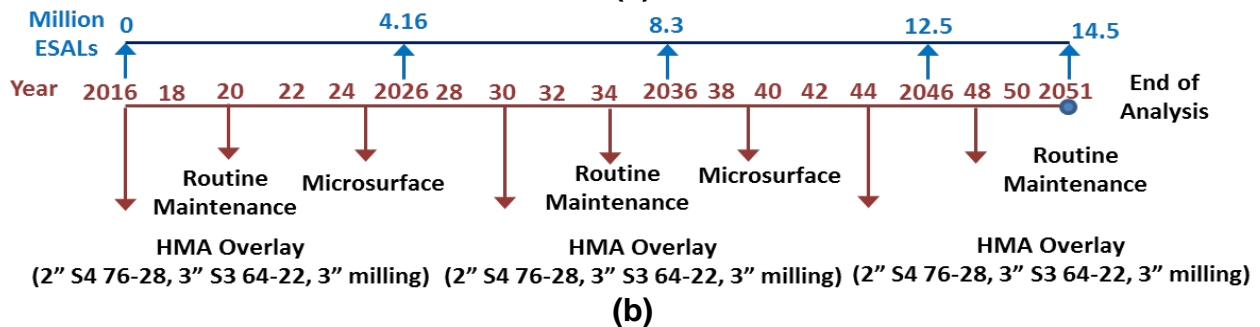 Million ESALs 0 4.16 8.3 12.5 14.5
Year 2016 18 20 22 24 2026 28 30 32 34 2036 38 40 42 44 2046 48 50 2051
End of Analysis
Routine Maintenance
Microsurface
Routine Maintenance
Microsurface
Routine Maintenance
HMA Overlay
(2” S4 76-28, 3” S3 64-22, 3” milling)
HMA Overlay
(2” S4 76-28, 3” S3 64-22, 3” milling)
HMA Overlay
(2” S4 76-28, 3” S3 64-22, 3” milling)
(b)